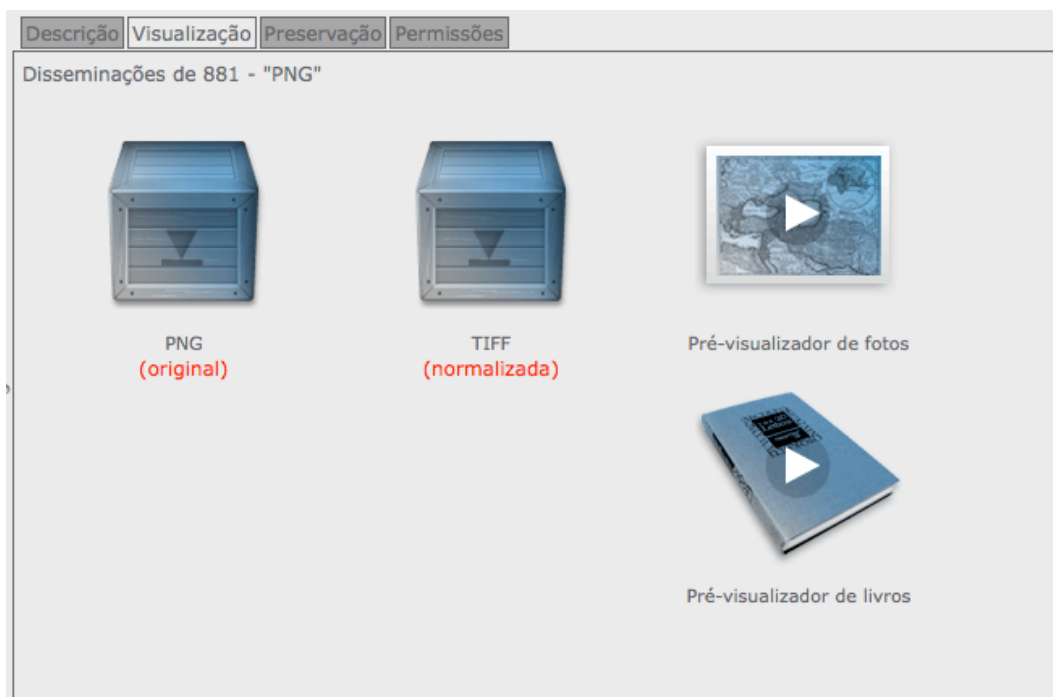 Descrição Visualização Preservação Permissões
Disseminações de 881 - "PNG"
PNG
(original)
TIFF
(normalizada)
Pré-visualizador de fotos
Pré-visualizador de livros